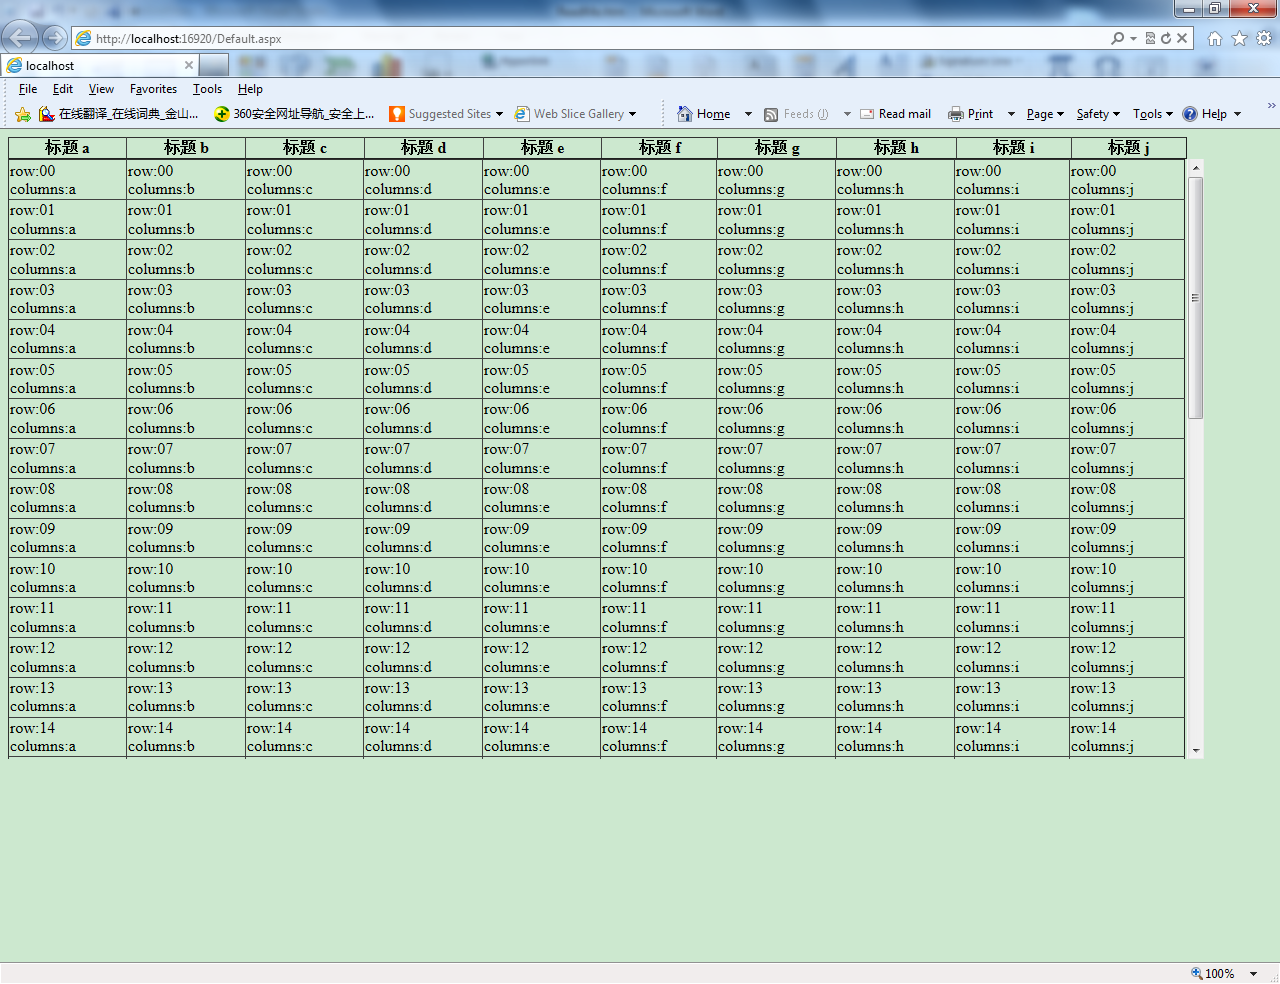 http://localhost:16920/Default.aspx
localhost
File Edit View Favorites Tools Help
在线翻译_在线词典_金山... 360安全网址导航_安全上... Suggested Sites Web Slice Gallery Home Feeds (J) Read mail Print Page Safety Tools Help
标题 a 标题 b 标题 c 标题 d 标题 e 标题 f 标题 g 标题 h 标题 i 标题 j
row:00 row:00 row:00 row:00 row:00 row:00 row:00 row:00 row:00 row:00
columns:a columns:b columns:c columns:d columns:e columns:f columns:g columns:h columns:i columns:j
row:01 row:01 row:01 row:01 row:01 row:01 row:01 row:01 row:01 row:01
columns:a columns:b columns:c columns:d columns:e columns:f columns:g columns:h columns:i columns:j
row:02 row:02 row:02 row:02 row:02 row:02 row:02 row:02 row:02 row:02
columns:a columns:b columns:c columns:d columns:e columns:f columns:g columns:h columns:i columns:j
row:03 row:03 row:03 row:03 row:03 row:03 row:03 row:03 row:03 row:03
columns:a columns:b columns:c columns:d columns:e columns:f columns:g columns:h columns:i columns:j
row:04 row:04 row:04 row:04 row:04 row:04 row:04 row:04 row:04 row:04
columns:a columns:b columns:c columns:d columns:e columns:f columns:g columns:h columns:i columns:j
row:05 row:05 row:05 row:05 row:05 row:05 row:05 row:05 row:05 row:05
columns:a columns:b columns:c columns:d columns:e columns:f columns:g columns:h columns:i columns:j
row:06 row:06 row:06 row:06 row:06 row:06 row:06 row:06 row:06 row:06
columns:a columns:b columns:c columns:d columns:e columns:f columns:g columns:h columns:i columns:j
row:07 row:07 row:07 row:07 row:07 row:07 row:07 row:07 row:07 row:07
columns:a columns:b columns:c columns:d columns:e columns:f columns:g columns:h columns:i columns:j
row:08 row:08 row:08 row:08 row:08 row:08 row:08 row:08 row:08 row:08
columns:a columns:b columns:c columns:d columns:e columns:f columns:g columns:h columns:i columns:j
row:09 row:09 row:09 row:09 row:09 row:09 row:09 row:09 row:09 row:09
columns:a columns:b columns:c columns:d columns:e columns:f columns:g columns:h columns:i columns:j
row:10 row:10 row:10 row:10 row:10 row:10 row:10 row:10 row:10 row:10
columns:a columns:b columns:c columns:d columns:e columns:f columns:g columns:h columns:i columns:j
row:11 row:11 row:11 row:11 row:11 row:11 row:11 row:11 row:11 row:11
columns:a columns:b columns:c columns:d columns:e columns:f columns:g columns:h columns:i columns:j
row:12 row:12 row:12 row:12 row:12 row:12 row:12 row:12 row:12 row:12
columns:a columns:b columns:c columns:d columns:e columns:f columns:g columns:h columns:i columns:j
row:13 row:13 row:13 row:13 row:13 row:13 row:13 row:13 row:13 row:13
columns:a columns:b columns:c columns:d columns:e columns:f columns:g columns:h columns:i columns:j
row:14 row:14 row:14 row:14 row:14 row:14 row:14 row:14 row:14 row:14
columns:a columns:b columns:c columns:d columns:e columns:f columns:g columns:h columns:i columns:j
100%